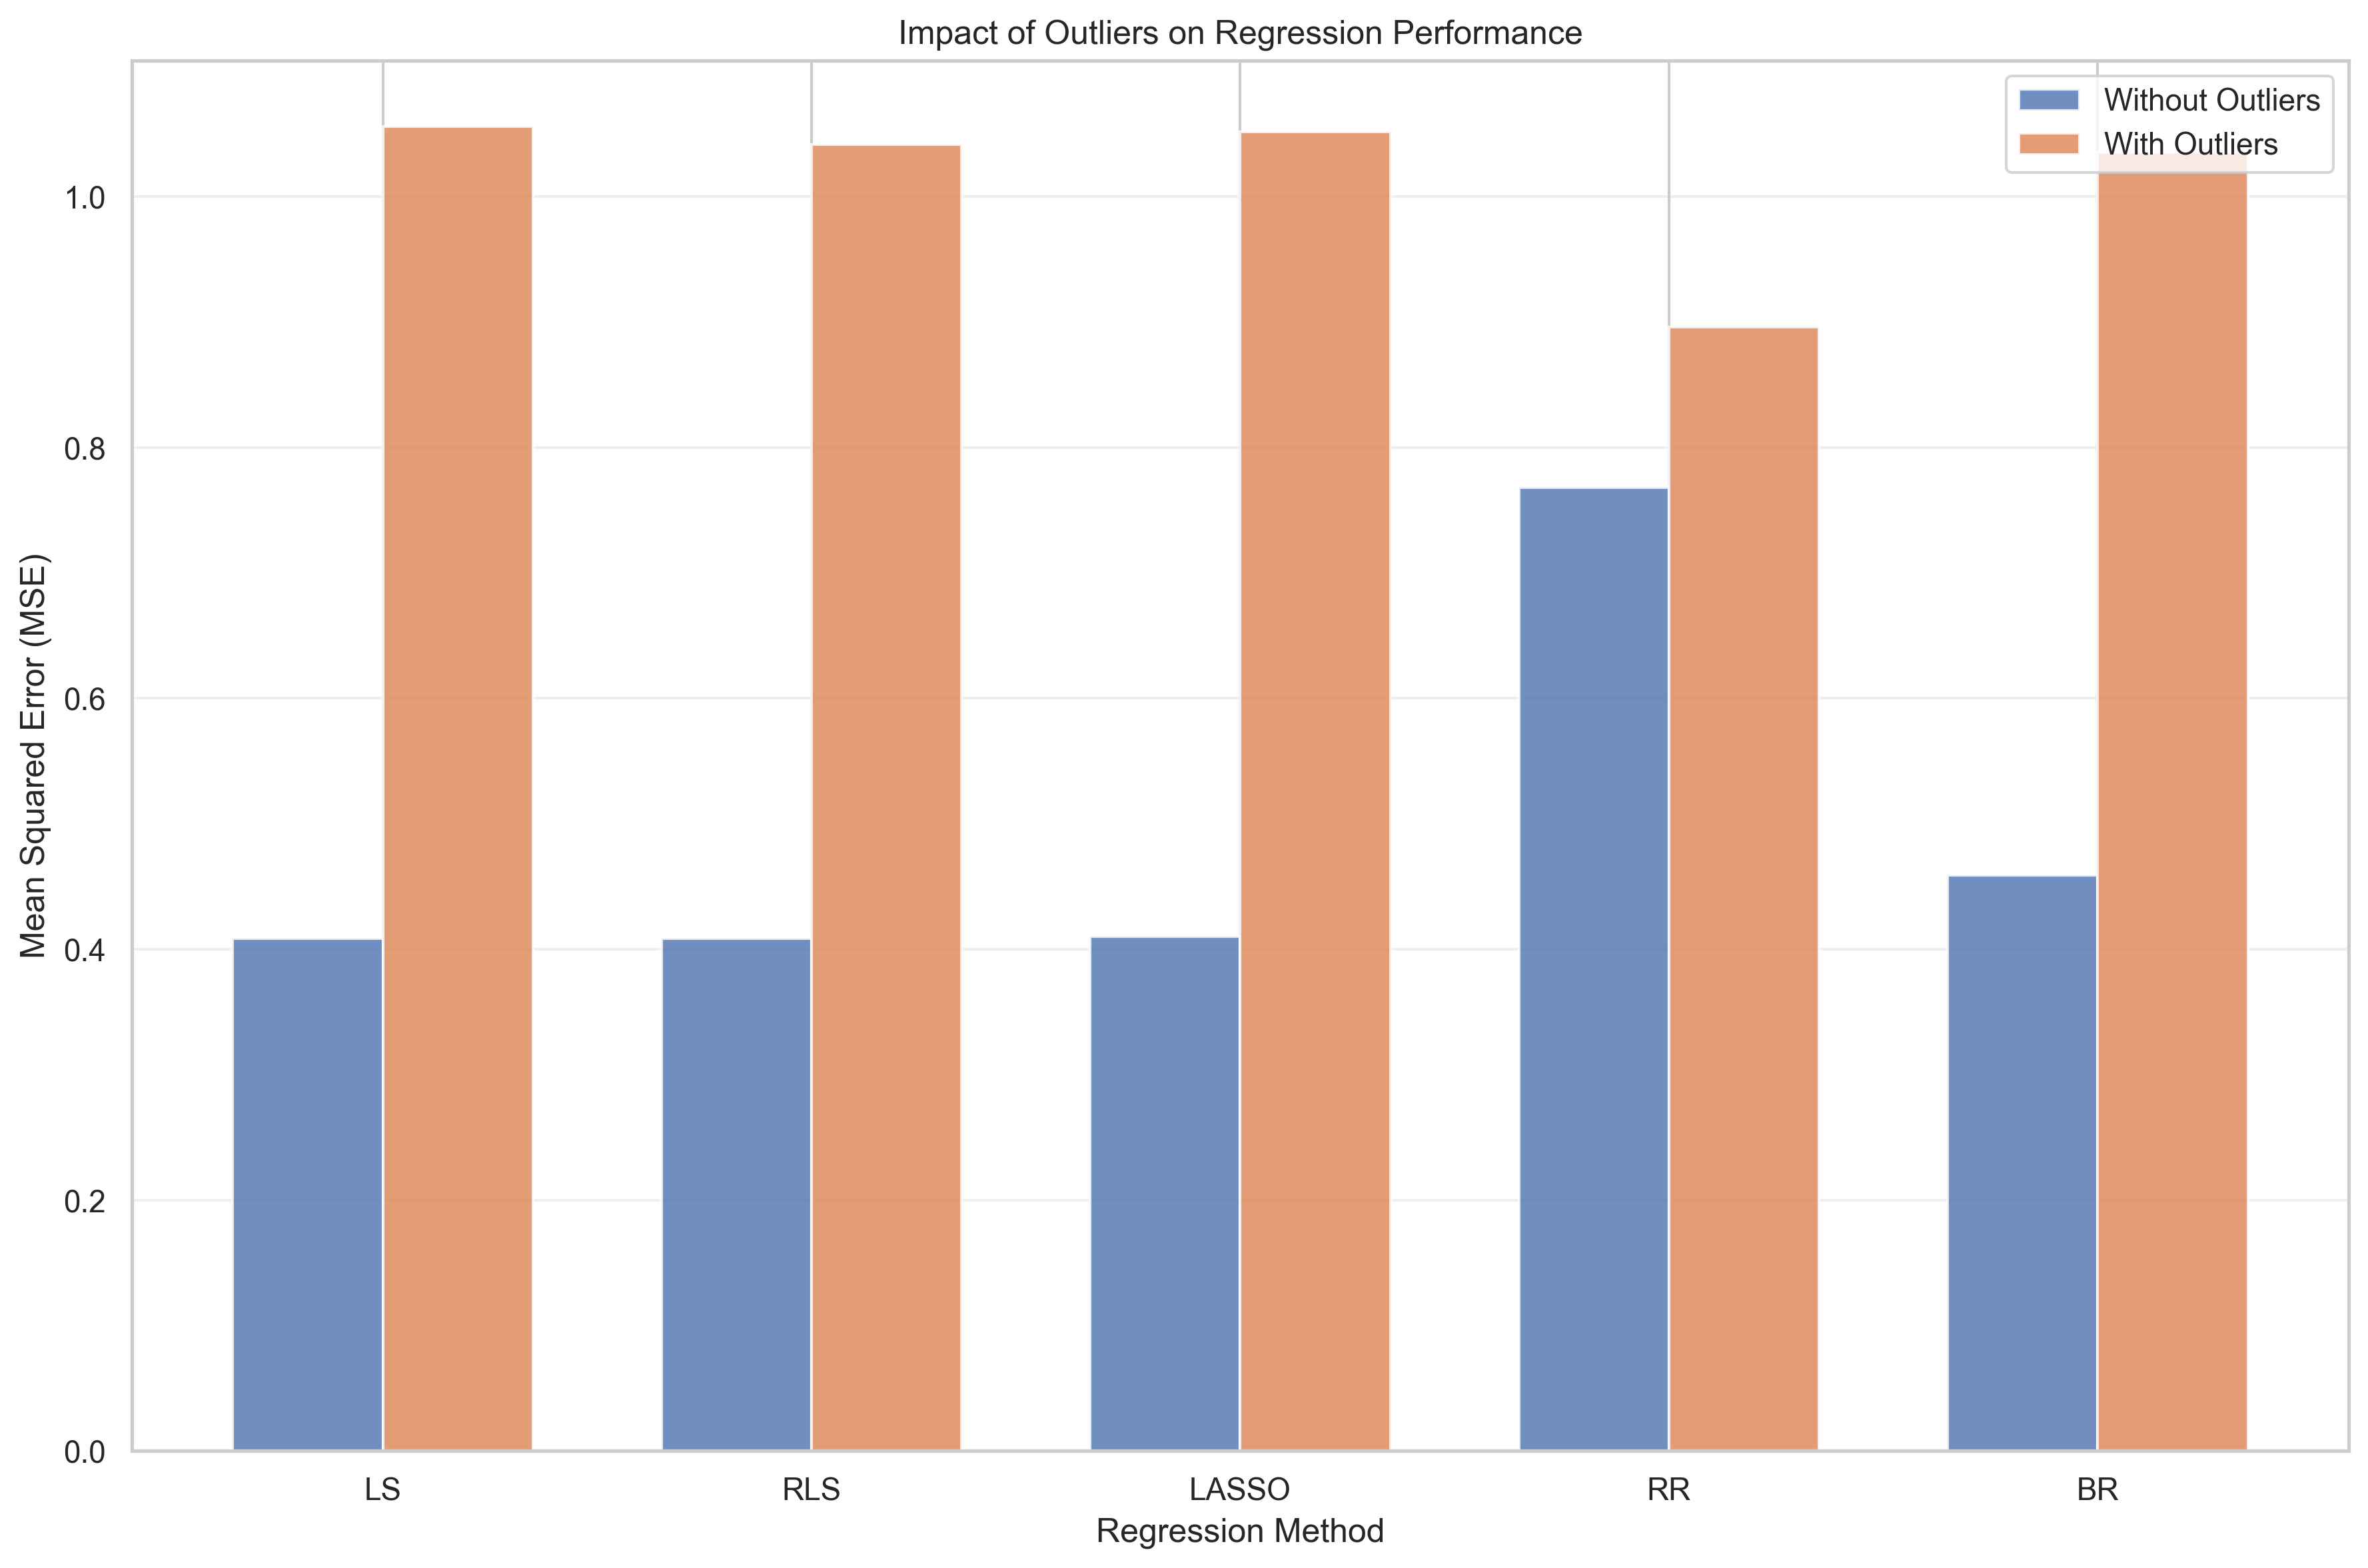 Impact of Outliers on Regression Performance
Without Outliers
With Outliers
Mean Squared Error (MSE)
1.0
0.8
0.6
0.4
0.2
0.0
LS
RLS
LASSO
RR
BR
Regression Method